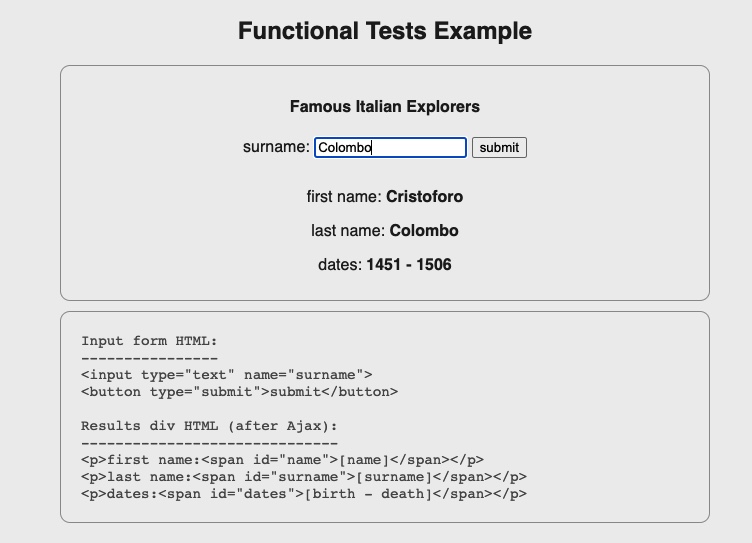 Functional Tests Example
Famous Italian Explorers
surname: Colombo submit
first name: Cristoforo
last name: Colombo
dates: 1451 - 1506
Input form HTML:
----------------
<input type="text" name="surname">
<button type="submit">submit</button>
Results div HTML (after Ajax):
------------------------------
<p>first name:<span id="name">[name]</span></p>
<p>last name:<span id="surname">[surname]</span></p>
<p>dates:<span id="dates">[birth - death]</span></p>